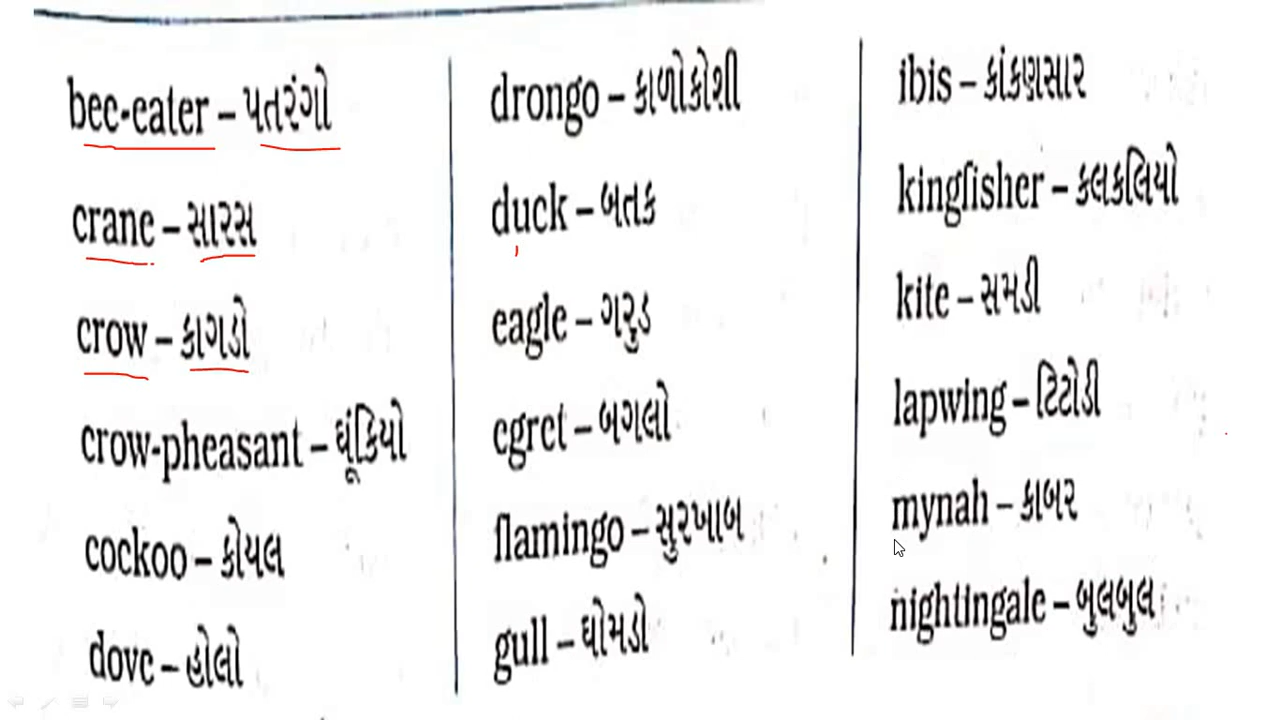 bee-eater – પતરંગો
crane – સારસ
crow – કાગડો
crow-pheasant – ઘૂંકિયો
cockoo – કોયલ
dove – હોલો
drongo – કાળોકોશી
duck – બતક
eagle – ગરુડ
egret – બગલો
flamingo – સુરખાબ
gull – ઘોમડો
ibis – કાંકણસાર
kingfisher – કલકલિયો
kite – સમડી
lapwing – ટિટોડી
mynah – કાબર
nightingale – બુલબુલ